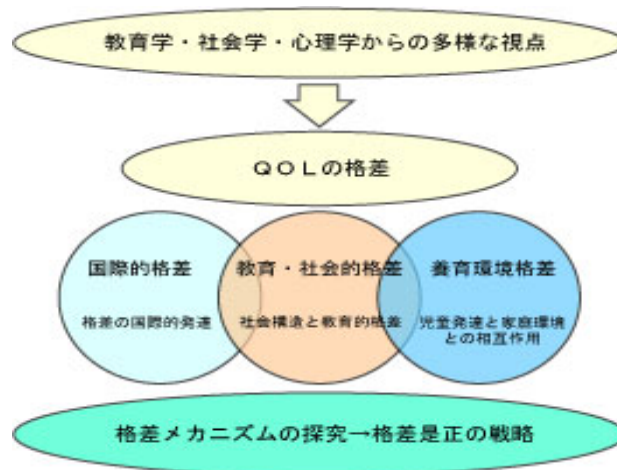 教育学・社会学・心理学からの多様な視点
ＱＯＬの格差
国際的格差
格差の国際的発達
教育・社会的格差
社会構造と教育的格差
養育環境格差
児童発達と家庭環境
との相互作用
格差メカニズムの探究→格差是正の戦略